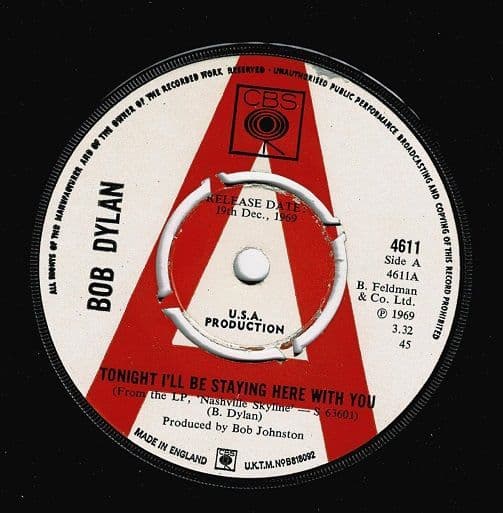 ALL RIGHTS OF THE MANUFACTURER AND OF THE OWNER OF THE RECORDED WORK RESERVED · UNAUTHORISED PUBLIC PERFORMANCE BROADCASTING AND COPYING OF THIS RECORD PROHIBITED
CBS
RELEASE DATE:
19th Dec., 1969
BOB DYLAN
4611
Side A
4611A
B. Feldman
& Co. Ltd.
℗ 1969
3.32
45
U.S.A.
PRODUCTION
TONIGHT I'LL BE STAYING HERE WITH YOU
(From the LP, 'Nashville Skyline' — S 63601)
(B. Dylan)
Produced by Bob Johnston
MADE IN ENGLAND
CBS
U.K.T.M. NºB818092